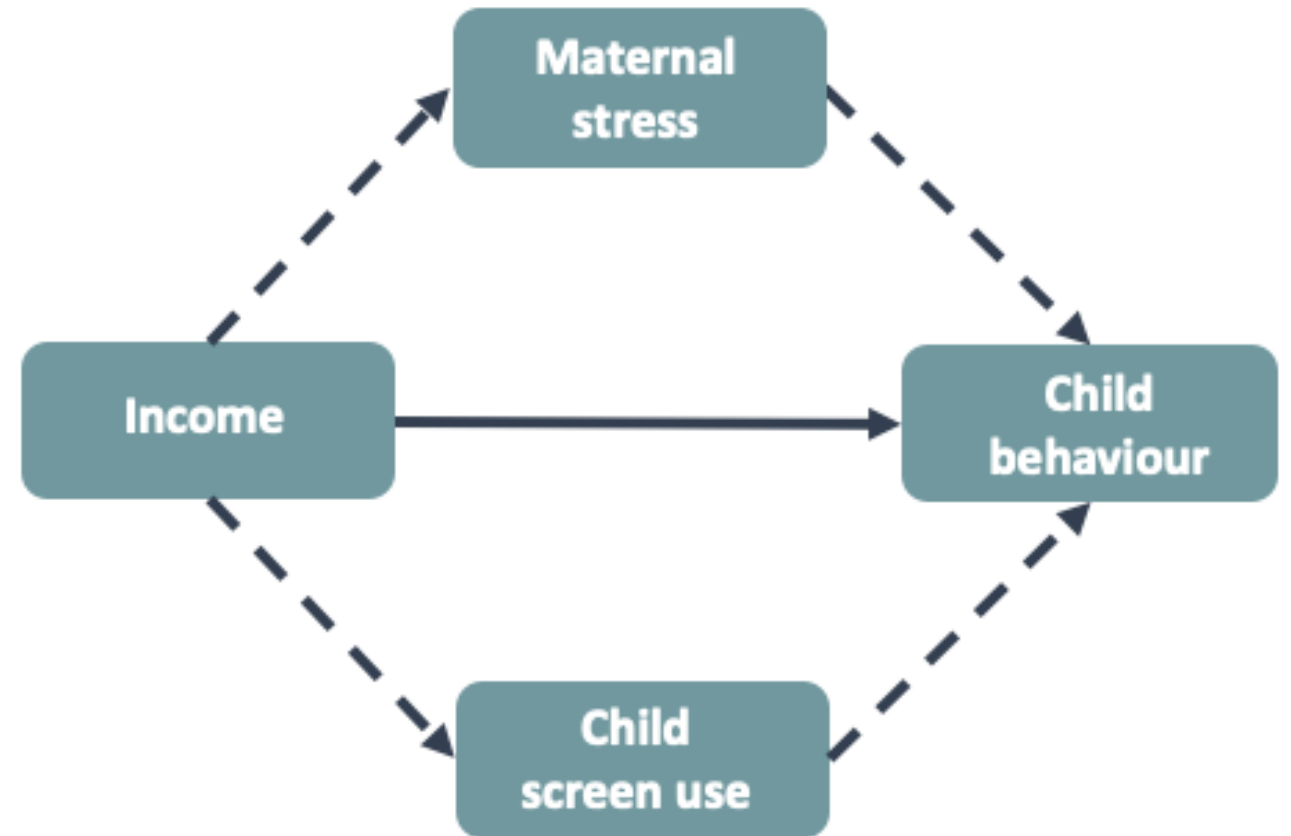 Maternal
stress
Income
Child
behaviour
Child
screen use